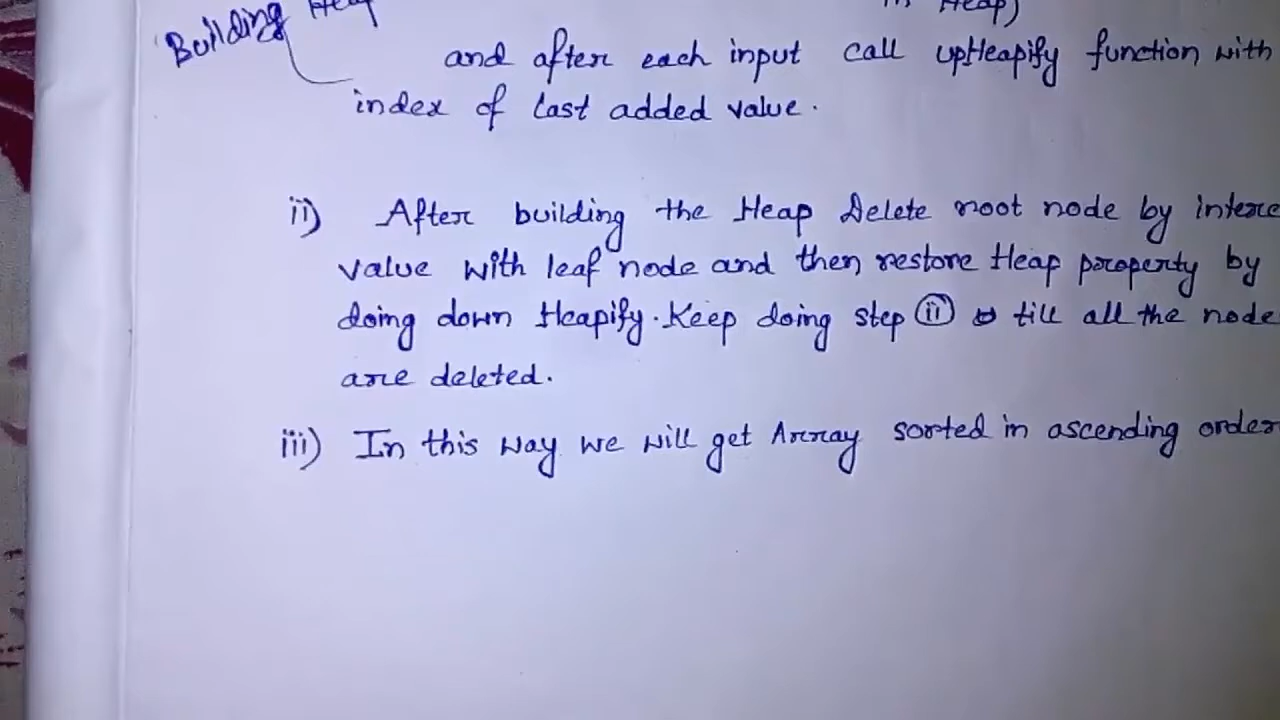 in Heap)
Building Heap
and after each input call upHeapify function with
index of last added value.
ii) After building the Heap Delete root node by
value with leaf node and then restore Heap property by
doing down Heapify. Keep doing step (ii) till all the node
are deleted.
iii) In this way we will get Array sorted in ascending order